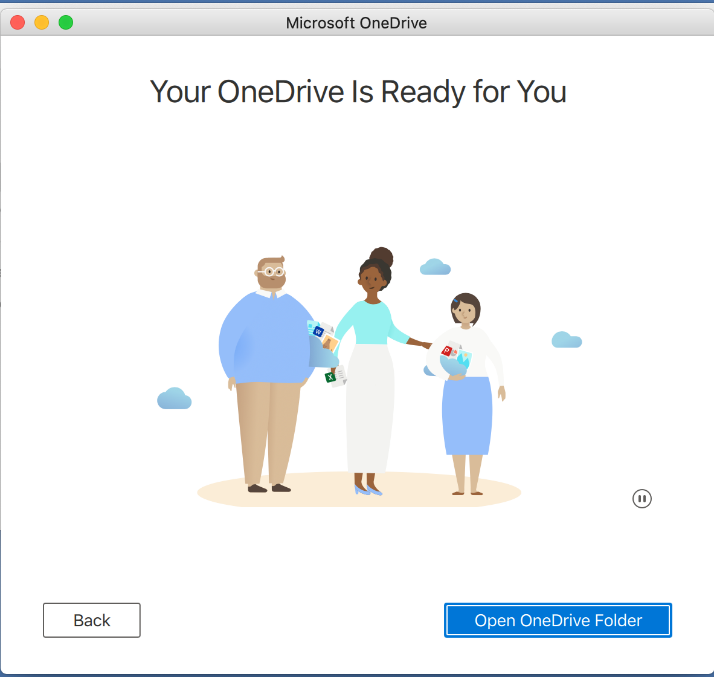 Microsoft OneDrive
Your OneDrive Is Ready for You
W
P
X
Back
Open OneDrive Folder